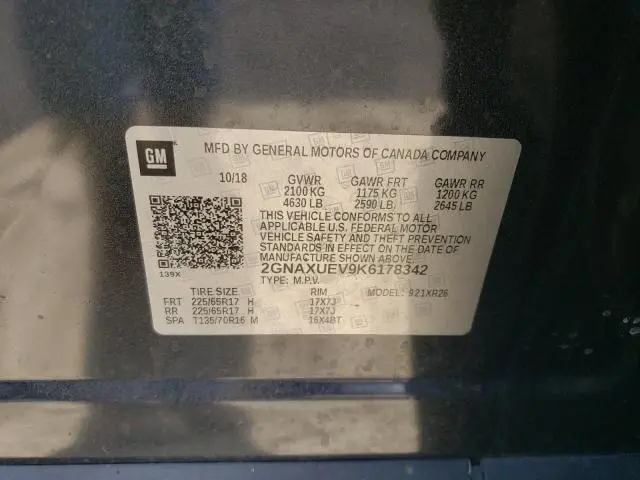 GM
MFD BY GENERAL MOTORS OF CANADA COMPANY
10/18 GVWR GAWR FRT GAWR RR
2100 KG 1175 KG 1200 KG
4630 LB 2590 LB 2645 LB
THIS VEHICLE CONFORMS TO ALL
APPLICABLE U.S. FEDERAL MOTOR
VEHICLE SAFETY AND THEFT PREVENTION
STANDARDS IN EFFECT ON THE DATE OF
MANUFACTURE SHOWN ABOVE.
139X 2GNAXUEV9K6178342
TYPE: M.P.V.
TIRE SIZE RIM MODEL: 921XR26
FRT 225/65R17 H 17X7J
RR 225/65R17 H 17X7J
SPA T135/70R16 M 16X4BT